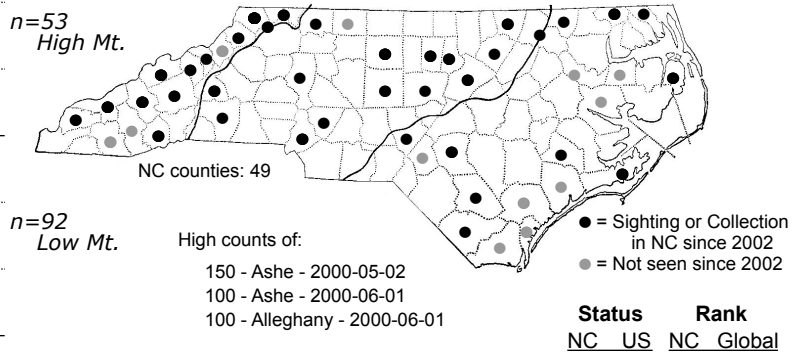 n=53
High Mt.
NC counties: 49
n=92
Low Mt.
High counts of:
150 - Ashe - 2000-05-02
100 - Ashe - 2000-06-01
100 - Alleghany - 2000-06-01
● = Sighting or Collection
in NC since 2002
● = Not seen since 2002
Status Rank
NC US NC Global